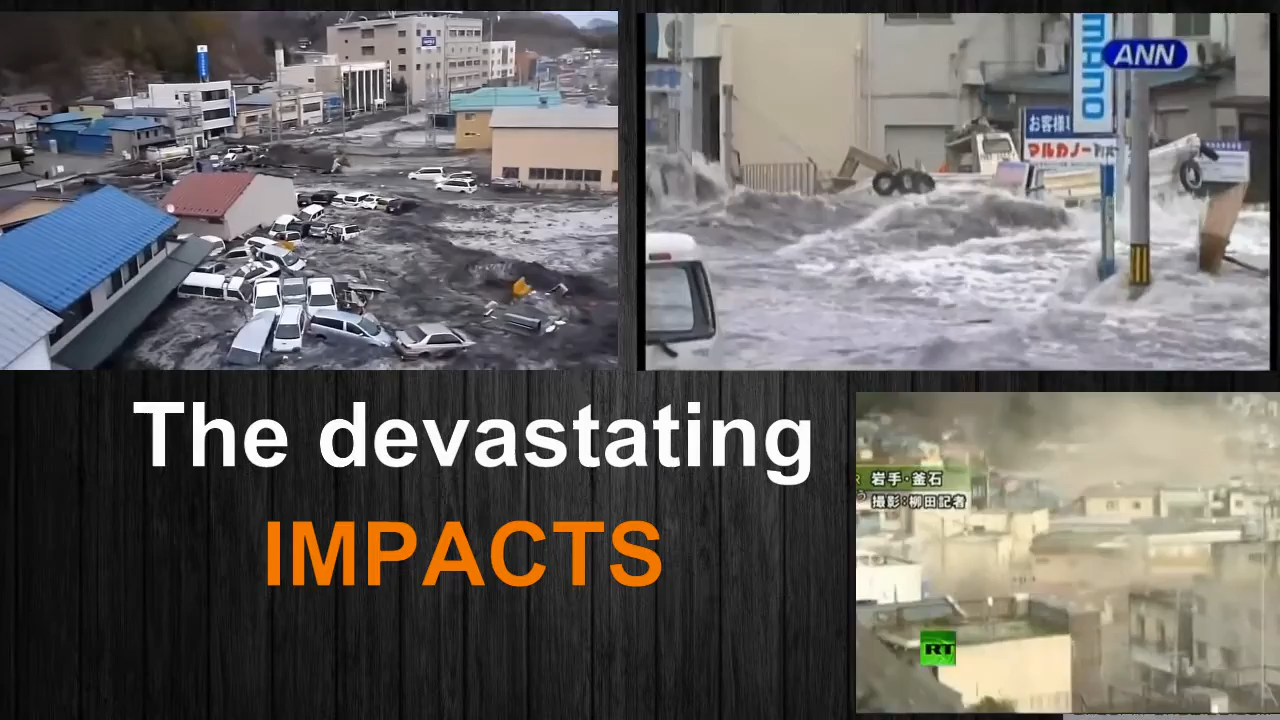 ANN
MANO
お客様
マルカノー
The devastating
IMPACTS
岩手・釜石
撮影:柳田記者
RT